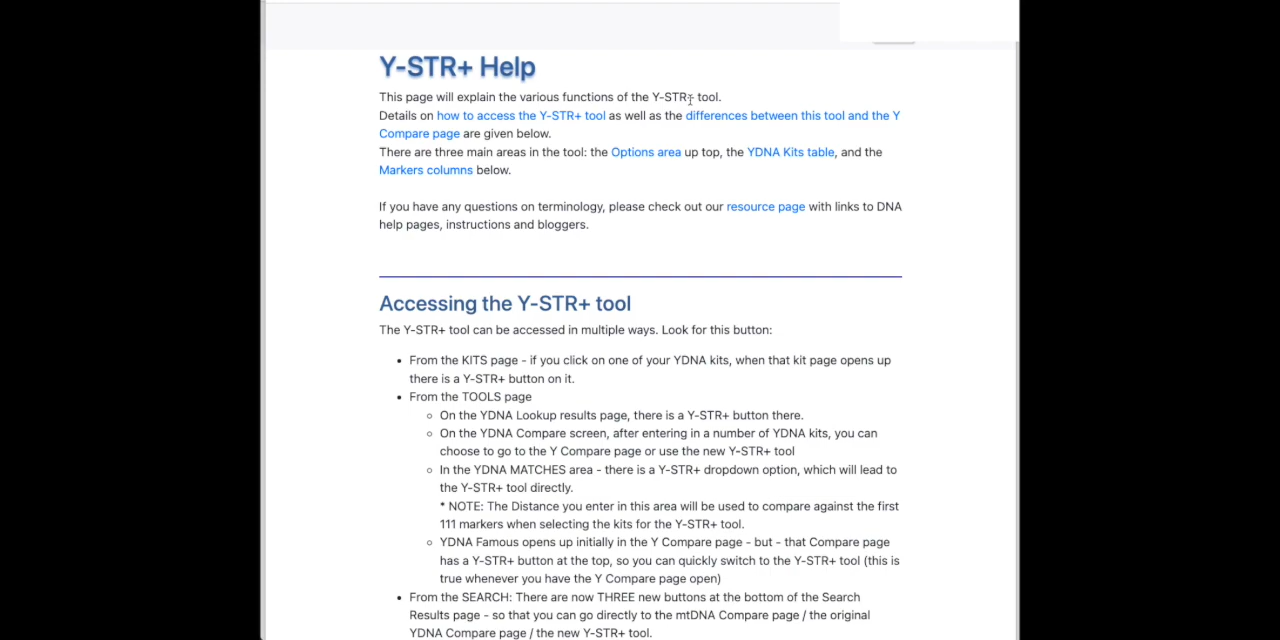 Y-STR+ Help
This page will explain the various functions of the Y-STR+ tool.
Details on how to access the Y-STR+ tool as well as the differences between this tool and the Y
Compare page are given below.
There are three main areas in the tool: the Options area up top, the YDNA Kits table, and the
Markers columns below.
If you have any questions on terminology, please check out our resource page with links to DNA
help pages, instructions and bloggers.
Accessing the Y-STR+ tool
The Y-STR+ tool can be accessed in multiple ways. Look for this button:
• From the KITS page - if you click on one of your YDNA kits, when that kit page opens up
there is a Y-STR+ button on it.
• From the TOOLS page
○ On the YDNA Lookup results page, there is a Y-STR+ button there.
○ On the YDNA Compare screen, after entering in a number of YDNA kits, you can
choose to go to the Y Compare page or use the new Y-STR+ tool
○ In the YDNA MATCHES area - there is a Y-STR+ dropdown option, which will lead to
the Y-STR+ tool directly.
* NOTE: The Distance you enter in this area will be used to compare against the first
111 markers when selecting the kits for the Y-STR+ tool.
○ YDNA Famous opens up initially in the Y Compare page - but - that Compare page
has a Y-STR+ button at the top, so you can quickly switch to the Y-STR+ tool (this is
true whenever you have the Y Compare page open)
• From the SEARCH: There are now THREE new buttons at the bottom of the Search
Results page - so that you can go directly to the mtDNA Compare page / the original
YDNA Compare page / the new Y-STR+ tool.